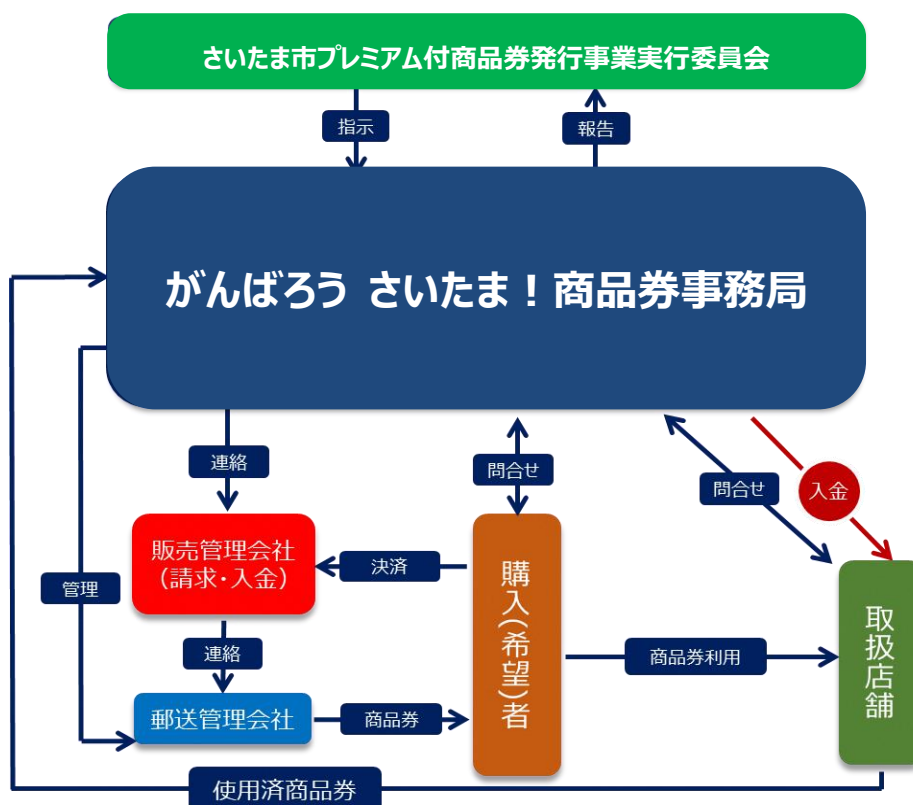 さいたま市プレミアム付商品券発行事業実行委員会
指示
報告
がんばろう さいたま！商品券事務局
連絡
問合せ
問合せ
入金
販売管理会社
（請求・入金）
決済
購入(希望)者
取扱店舗
管理
連絡
商品券利用
郵送管理会社
商品券
使用済商品券